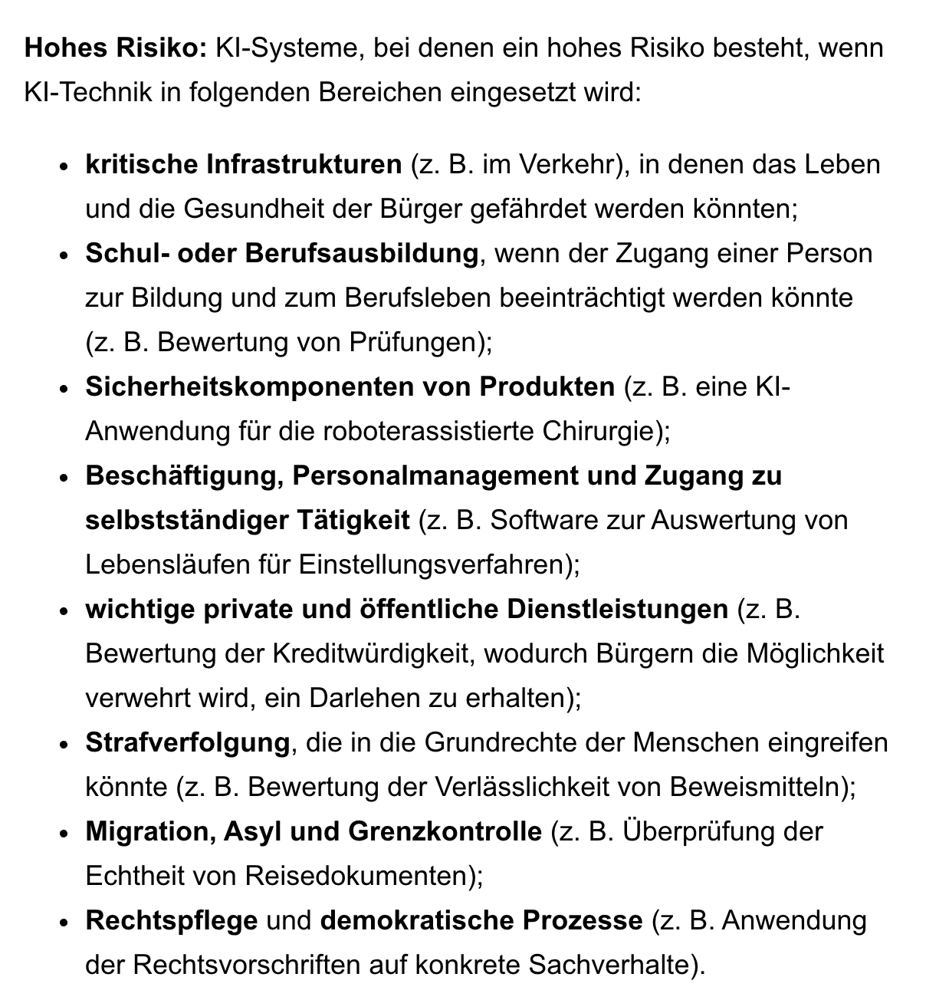 Hohes Risiko: KI-Systeme, bei denen ein hohes Risiko besteht, wenn
KI-Technik in folgenden Bereichen eingesetzt wird:
• kritische Infrastrukturen (z. B. im Verkehr), in denen das Leben
und die Gesundheit der Bürger gefährdet werden könnten;
• Schul- oder Berufsausbildung, wenn der Zugang einer Person
zur Bildung und zum Berufsleben beeinträchtigt werden könnte
(z. B. Bewertung von Prüfungen);
• Sicherheitskomponenten von Produkten (z. B. eine KI-
Anwendung für die roboterassistierte Chirurgie);
• Beschäftigung, Personalmanagement und Zugang zu
selbstständiger Tätigkeit (z. B. Software zur Auswertung von
Lebensläufen für Einstellungsverfahren);
• wichtige private und öffentliche Dienstleistungen (z. B.
Bewertung der Kreditwürdigkeit, wodurch Bürgern die Möglichkeit
verwehrt wird, ein Darlehen zu erhalten);
• Strafverfolgung, die in die Grundrechte der Menschen eingreifen
könnte (z. B. Bewertung der Verlässlichkeit von Beweismitteln);
• Migration, Asyl und Grenzkontrolle (z. B. Überprüfung der
Echtheit von Reisedokumenten);
• Rechtspflege und demokratische Prozesse (z. B. Anwendung
der Rechtsvorschriften auf konkrete Sachverhalte).